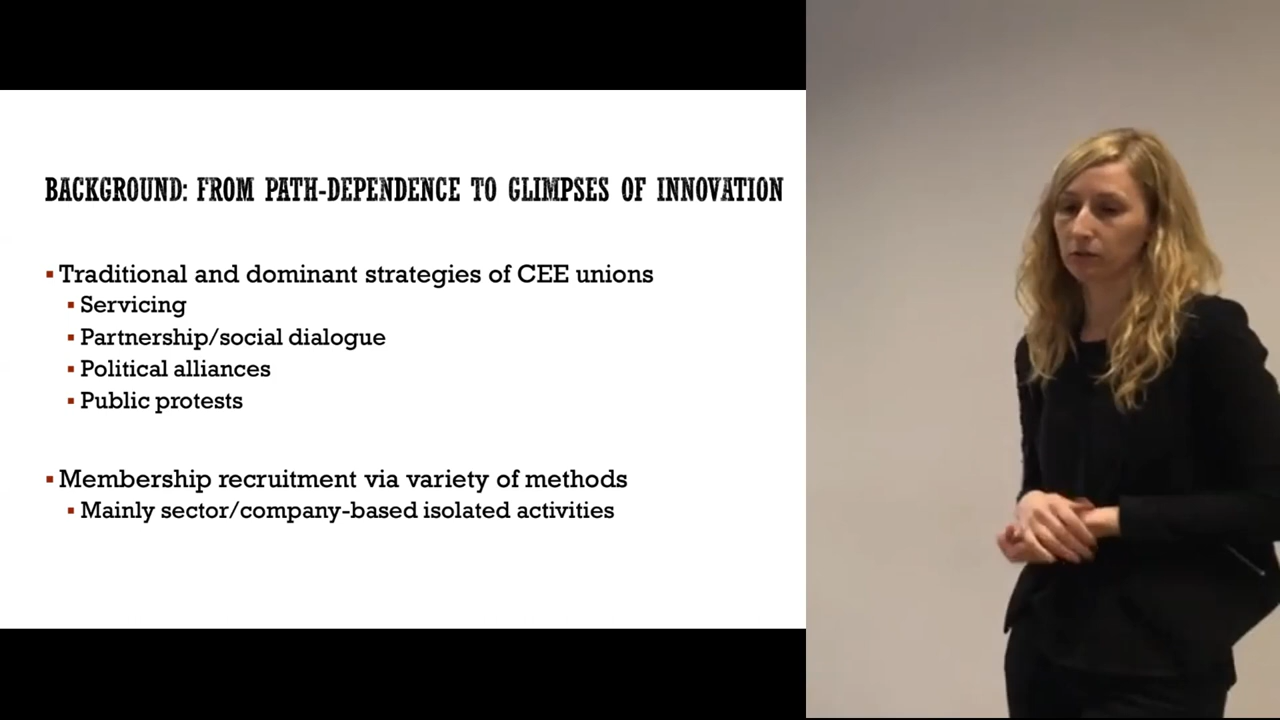 BACKGROUND: FROM PATH-DEPENDENCE TO GLIMPSES OF INNOVATION
▪ Traditional and dominant strategies of CEE unions
▪ Servicing
▪ Partnership/social dialogue
▪ Political alliances
▪ Public protests
▪ Membership recruitment via variety of methods
▪ Mainly sector/company-based isolated activities